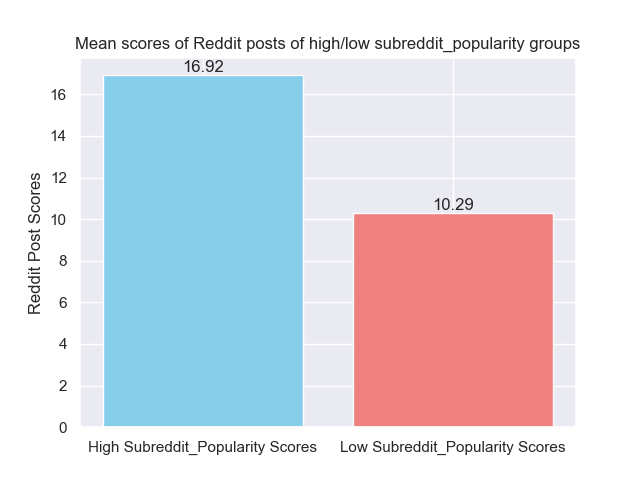 Mean scores of Reddit posts of high/low subreddit_popularity groups
16.92
10.29
Reddit Post Scores
16
14
12
10
8
6
4
2
0
High Subreddit_Popularity Scores
Low Subreddit_Popularity Scores